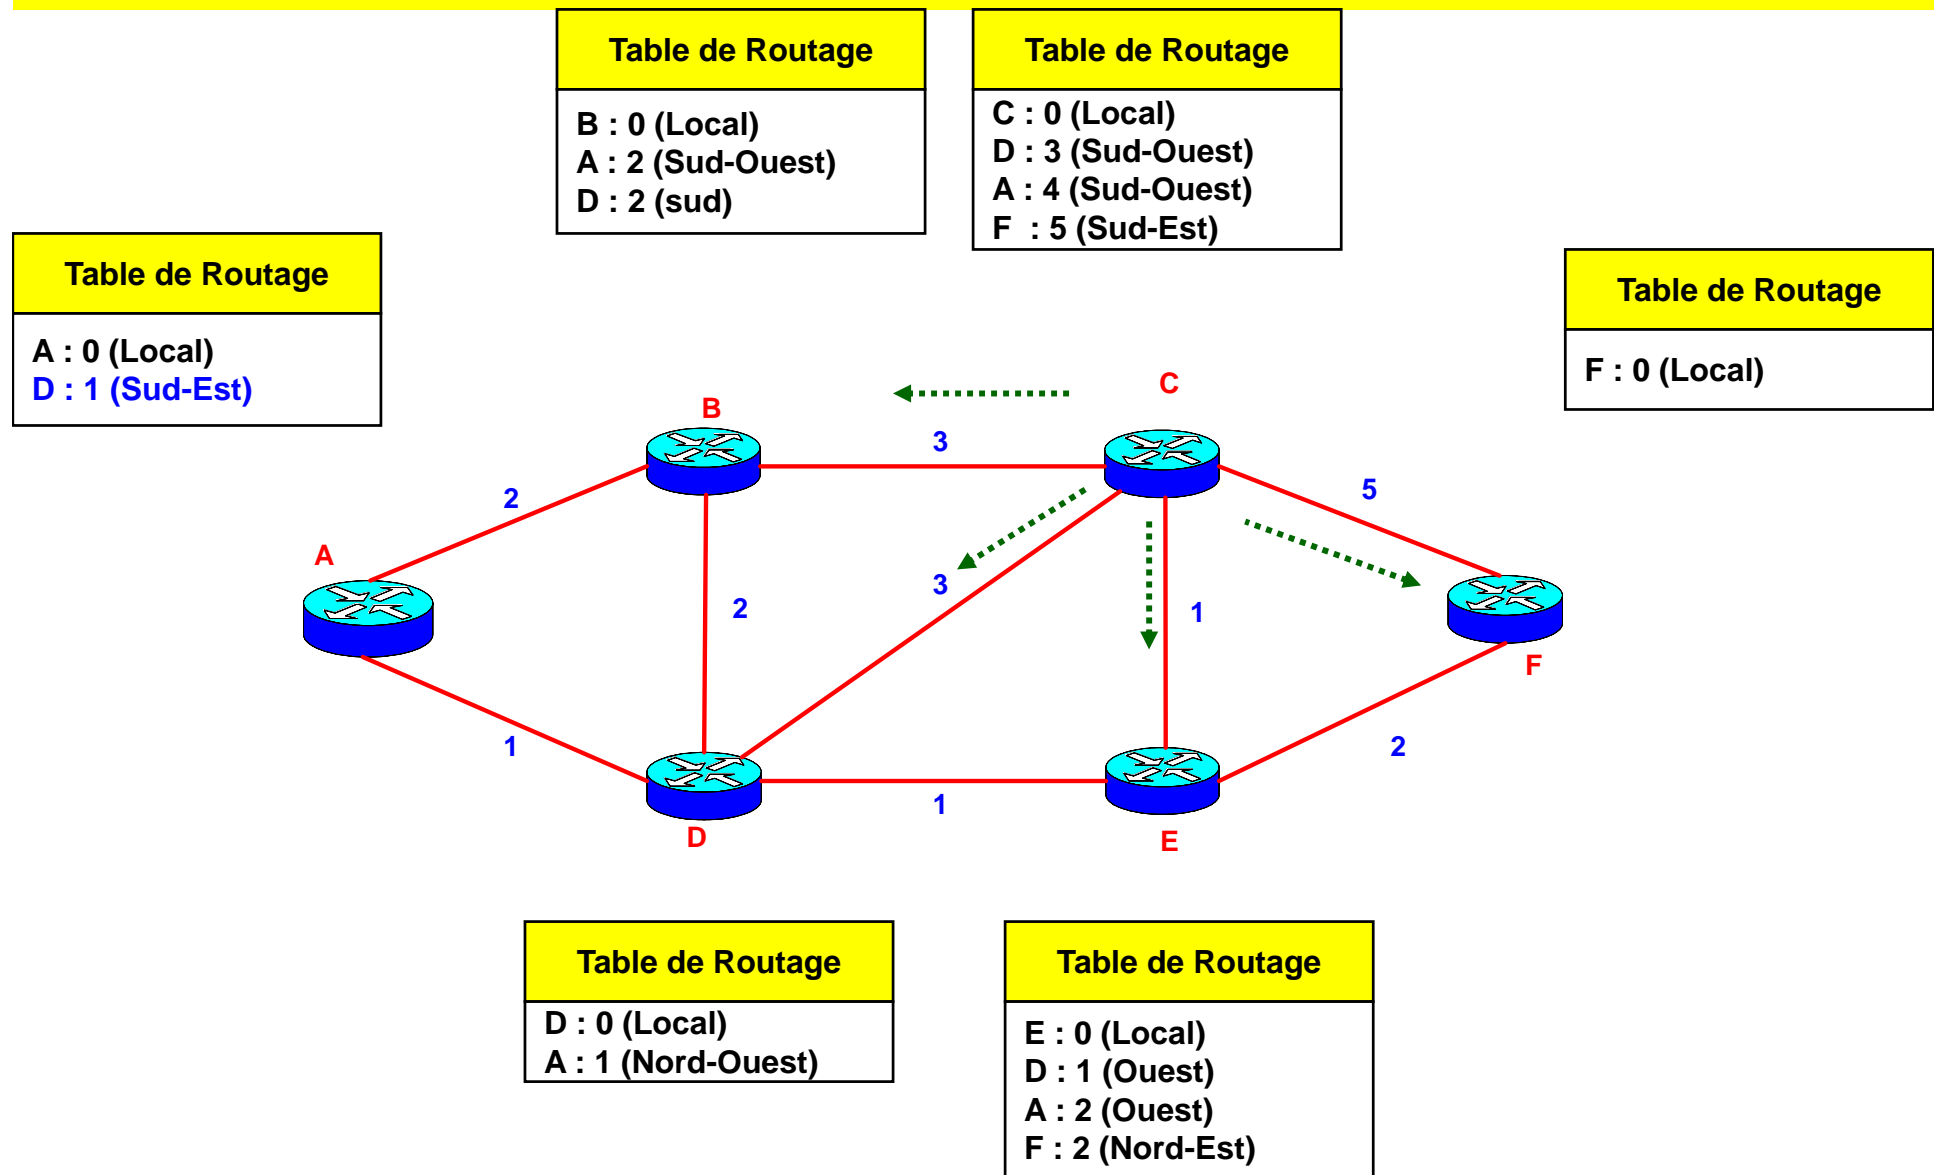 Table de Routage
B : 0 (Local)
A : 2 (Sud-Ouest)
D : 2 (sud)
Table de Routage
C : 0 (Local)
D : 3 (Sud-Ouest)
A : 4 (Sud-Ouest)
F : 5 (Sud-Est)
Table de Routage
A : 0 (Local)
D : 1 (Sud-Est)
Table de Routage
F : 0 (Local)
C
B
3
5
2
A
3
2
1
F
1
2
1
D
E
Table de Routage
D : 0 (Local)
A : 1 (Nord-Ouest)
Table de Routage
E : 0 (Local)
D : 1 (Ouest)
A : 2 (Ouest)
F : 2 (Nord-Est)